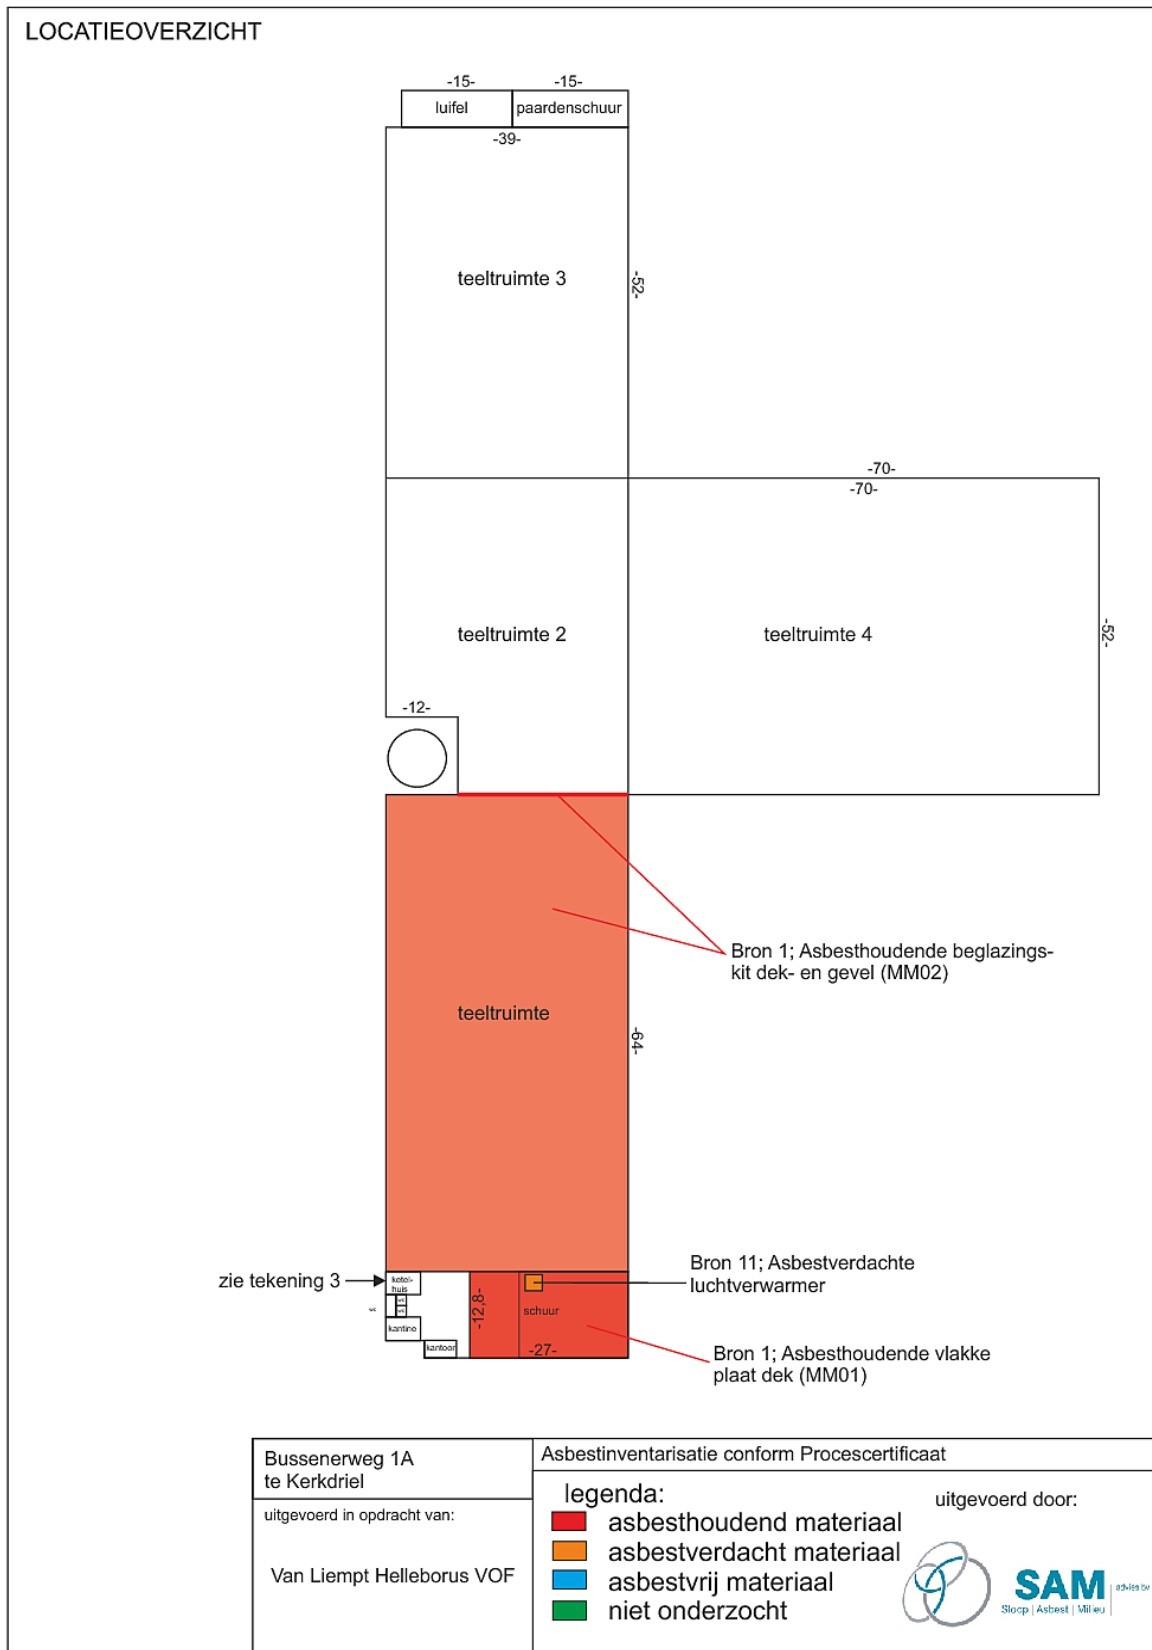 LOCATIEOVERZICHT
-15-
-15-
luifel
paardenschuur
-39-
teeltruimte 3
-52-
-70-
-70-
teeltruimte 2
teeltruimte 4
-52-
-12-
Bron 1; Asbesthoudende beglazings-
kit dek- en gevel (MM02)
teeltruimte
-64-
Bron 11; Asbestverdachte
luchtverwarmer
zie tekening 3
ketel-
huis
-12,8-
schuur
kantine
kantoor
-27-
Bron 1; Asbesthoudende vlakke
plaat dek (MM01)
Bussenerweg 1A
te Kerkdriel
Asbestinventarisatie conform Procescertificaat
uitgevoerd in opdracht van:
Van Liempt Helleborus VOF
legenda:
asbesthoudend materiaal
asbestverdacht materiaal
asbestvrij materiaal
niet onderzocht
uitgevoerd door:
SAM advies bv
Sloop | Asbest | Milieu